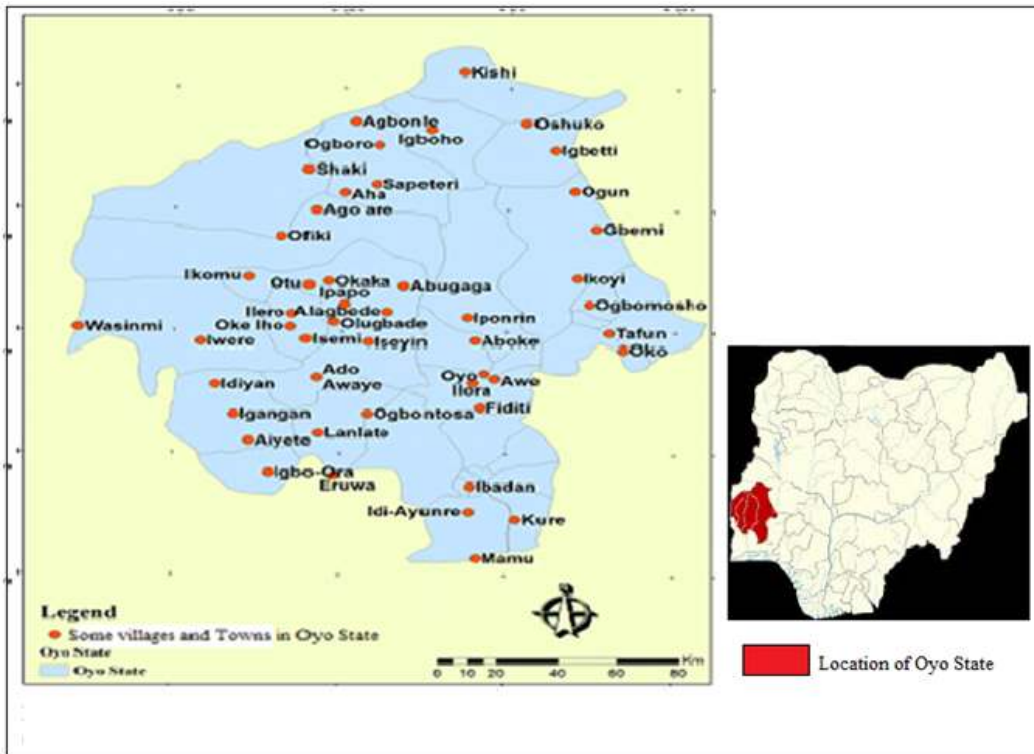 Kishi
Agbonle
Igboho
Oshuko
Ogboro
Igbetti
Shaki
Sapeteri
Aha
Ogun
Ago are
Gbemi
Ofiki
Ikomu
Otu
Okaka
Abugaga
Ikoyi
Ipapo
Ilero
Alagbede
Ogbomosho
Wasinmi
Oke Iho
Olugbade
Iponrin
Tafun
Iwere
Isemi
Iseyin
Aboke
Oko
Ado
Awaye
Oyo
Awe
Idiyan
Ilora
Igangan
Ogbontosa
Fiditi
Aiyete
Lanlate
Igbo-Ora
Eruwa
Ibadan
Idi-Ayunre
Kure
Mamu
Legend
Some villages and Towns in Oyo State
Oyo State
Oyo State
Km
0 10 20 40 60 80
Location of Oyo State